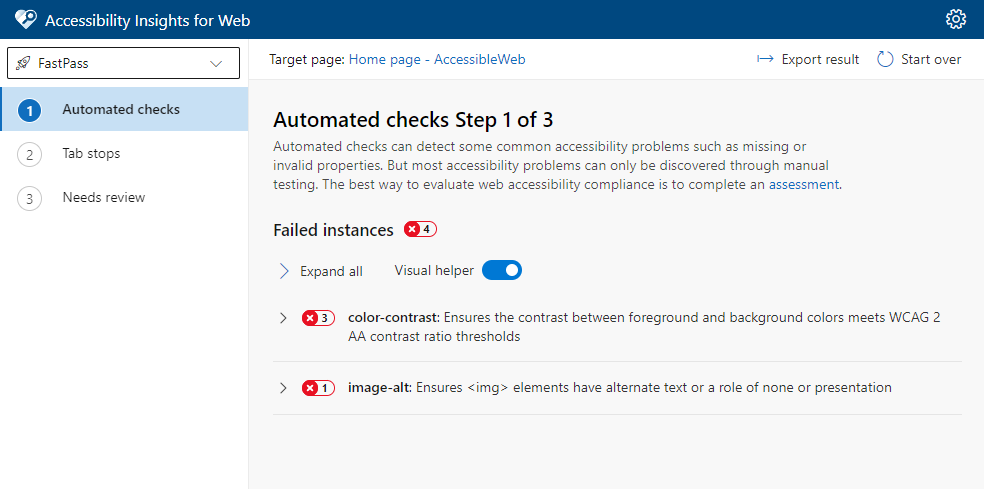 Accessibility Insights for Web
FastPass
Target page: Home page - AccessibleWeb
Export result
Start over
1 Automated checks
2 Tab stops
3 Needs review
Automated checks Step 1 of 3
Automated checks can detect some common accessibility problems such as missing or
invalid properties. But most accessibility problems can only be discovered through manual
testing. The best way to evaluate web accessibility compliance is to complete an assessment.
Failed instances 4
Expand all
Visual helper
3 color-contrast: Ensures the contrast between foreground and background colors meets WCAG 2
AA contrast ratio thresholds
1 image-alt: Ensures <img> elements have alternate text or a role of none or presentation